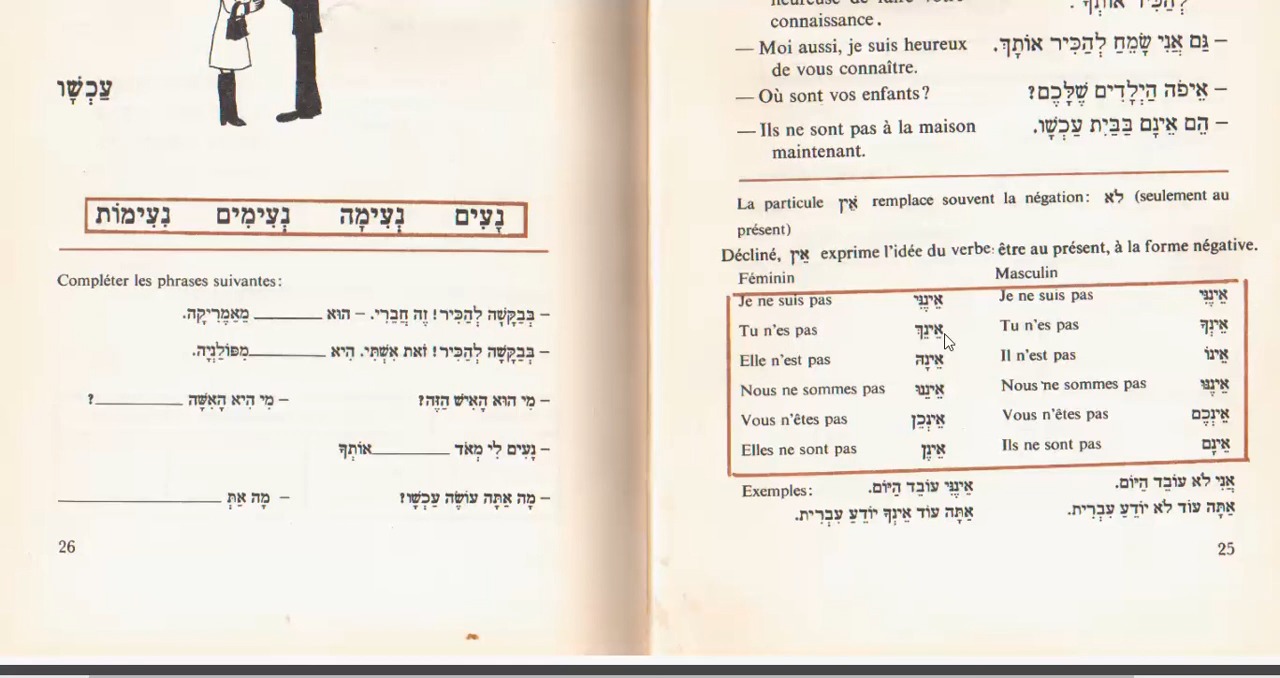 connaissance.
לְהַכִּיר אוֹתְךָ.
— Moi aussi, je suis heureux
de vous connaître.
– גַּם אֲנִי שָׂמֵחַ לְהַכִּיר אוֹתָךְ.
— Où sont vos enfants?
– אֵיפֹה הַיְלָדִים שֶׁלָּכֶם?
— Ils ne sont pas à la maison
maintenant.
– הֵם אֵינָם בַּבַּיִת עַכְשָׁו.
La particule אֵין remplace souvent la négation: לֹא (seulement au
présent)
Décliné, אֵין exprime l'idée du verbe: être au présent, à la forme négative.
Féminin Masculin
Je ne suis pas אֵינֶנִּי Je ne suis pas אֵינֶנִּי
Tu n'es pas אֵינֵךְ Tu n'es pas אֵינְךָ
Elle n'est pas אֵינָהּ Il n'est pas אֵינוֹ
Nous ne sommes pas אֵינֶנּוּ Nous ne sommes pas אֵינֶנּוּ
Vous n'êtes pas אֵינְכֶן Vous n'êtes pas אֵינְכֶם
Elles ne sont pas אֵינָן Ils ne sont pas אֵינָם
Exemples: אֵינֶנִּי עוֹבֵד הַיּוֹם. אֲנִי לֹא עוֹבֵד הַיּוֹם.
אַתָּה עוֹד אֵינְךָ יוֹדֵעַ עִבְרִית. אַתָּה עוֹד לֹא יוֹדֵעַ עִבְרִית.
25
עַכְשָׁו
נָעִים נְעִימָה נְעִימִים נְעִימוֹת
Compléter les phrases suivantes:
– בְּבַקָּשָׁה לְהַכִּיר! זֶה חֲבֵרִי. – הוּא ________ מֵאַמֶרִיקָה.
– בְּבַקָּשָׁה לְהַכִּיר! זֹאת אִשְׁתִּי. הִיא ________ מִפּוֹלַנְיָה.
– מִי הוּא הָאִישׁ הַזֶּה? – מִי הִיא הָאִשָּׁה ________?
– נָעִים לִי מְאֹד ________ אוֹתְךָ
– מָה אַתָּה עוֹשֶׂה עַכְשָׁו? – מָה אַתְּ ________
26